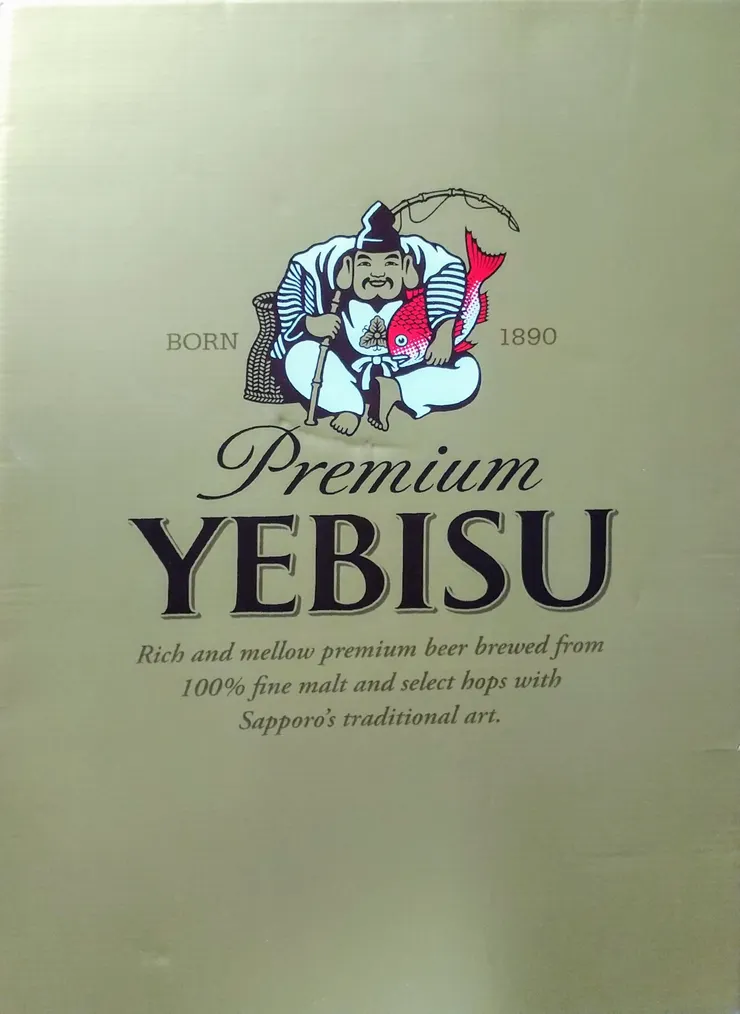 BORN 1890
Premium
YEBISU
Rich and mellow premium beer brewed from
100% fine malt and select hops with
Sapporo's traditional art.